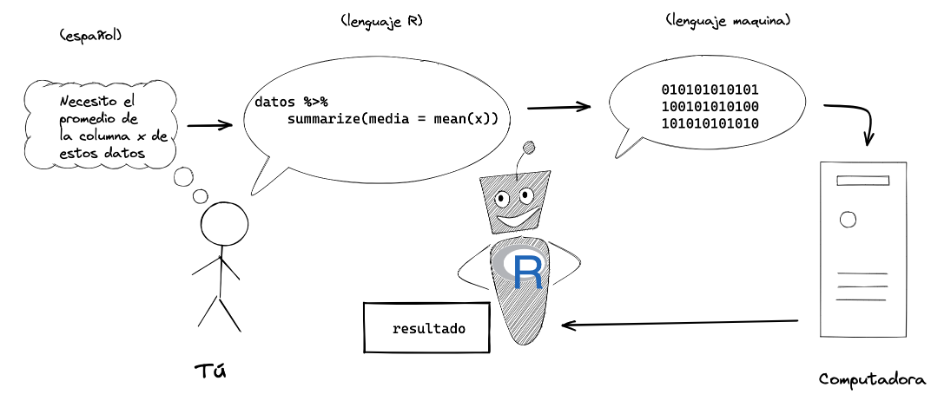 (español)
(lenguaje R)
(lenguaje maquina)
Necesito el
promedio de
la columna x de
estos datos
datos %>%
    summarize(media = mean(x))
010101010101
100101010100
101010101010
R
resultado
Tú
Computadora